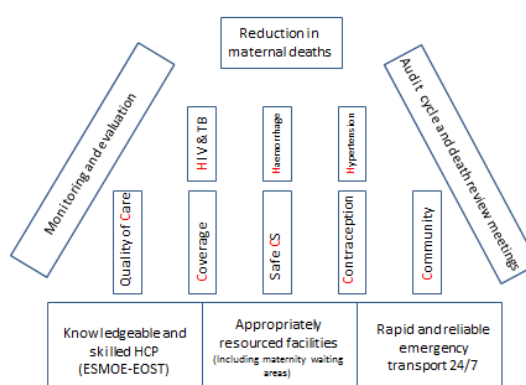 Reduction in
maternal deaths
Monitoring and evaluation
Audit cycle and death review meetings
HIV & TB
Haemorrhage
Hypertension
Quality of Care
Coverage
Safe CS
Contraception
Community
Knowledgeable and
skilled HCP
(ESMOE-EOST)
Appropriately
resourced facilities
(Including maternity waiting
areas)
Rapid and reliable
emergency
transport 24/7